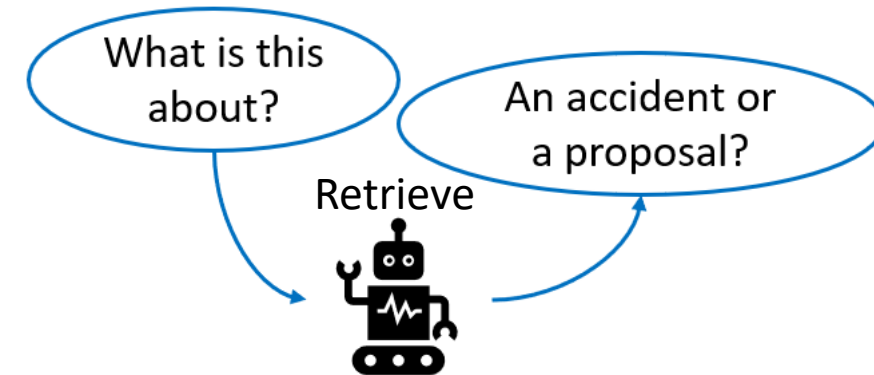 What is this
about?
An accident or
a proposal?
Retrieve